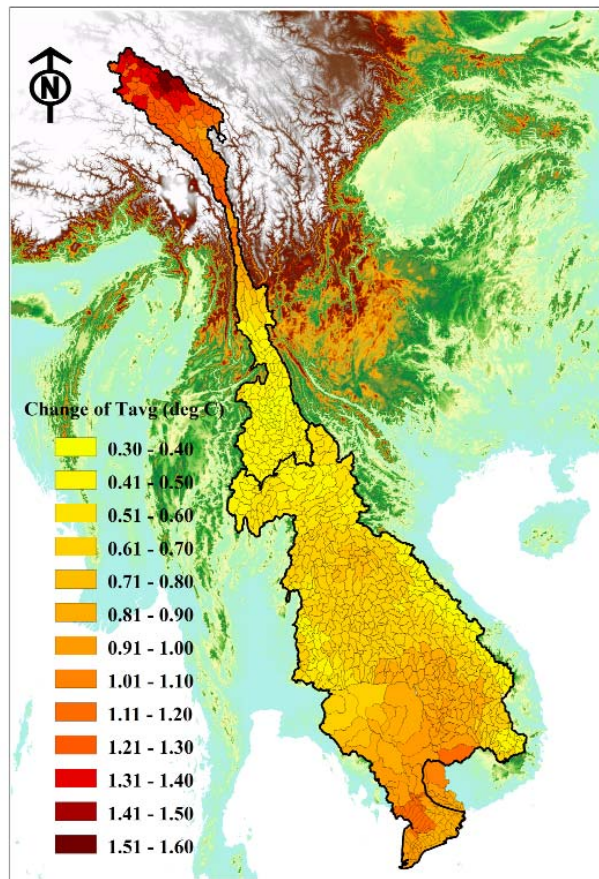 N
Change of Tavg (deg C)
0.30 - 0.40
0.41 - 0.50
0.51 - 0.60
0.61 - 0.70
0.71 - 0.80
0.81 - 0.90
0.91 - 1.00
1.01 - 1.10
1.11 - 1.20
1.21 - 1.30
1.31 - 1.40
1.41 - 1.50
1.51 - 1.60